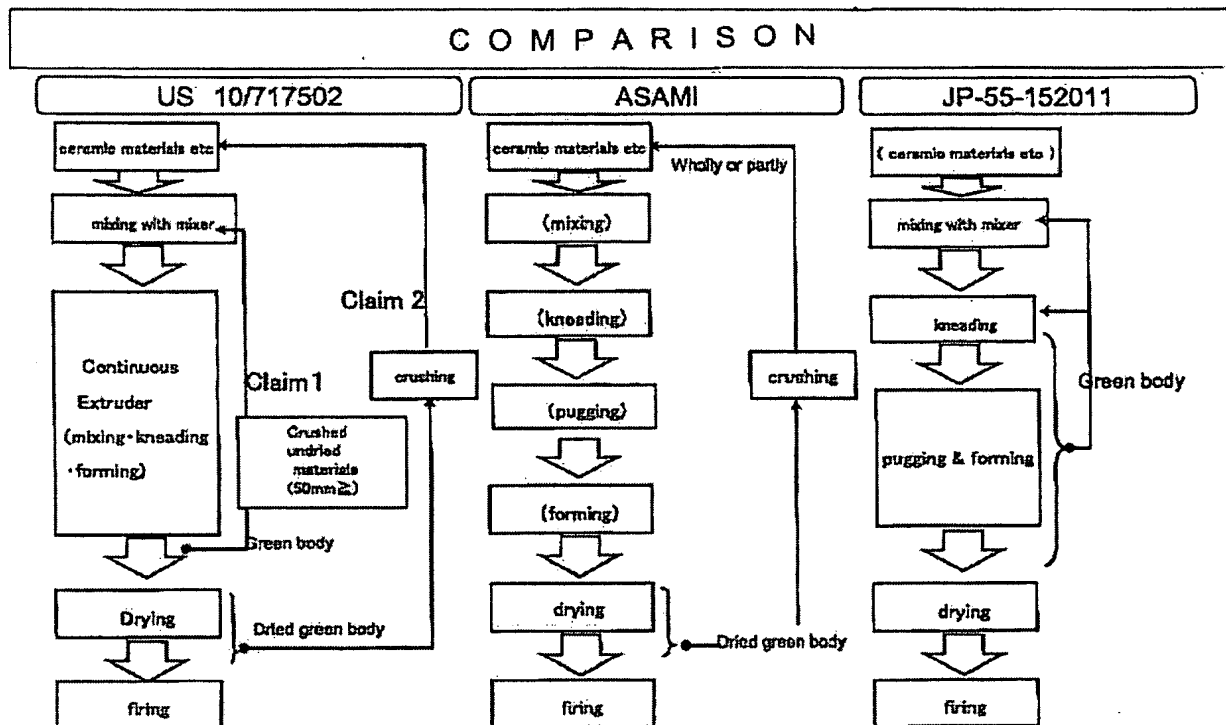 COMPARISON
US 10/717502
ceramic materials etc
mixing with mixer
Continuous
Extruder
(mixing·kneading
·forming)
Claim 1
Claim 2
crushing
Crushed
undried
materials
(50mm≧)
Green body
Drying
Dried green body
firing
ASAMI
ceramic materials etc
Wholly or partly
(mixing)
(kneading)
(pugging)
(forming)
crushing
drying
Dried green body
firing
JP-55-152011
( ceramic materials etc )
mixing with mixer
kneading
Green body
pugging & forming
drying
firing